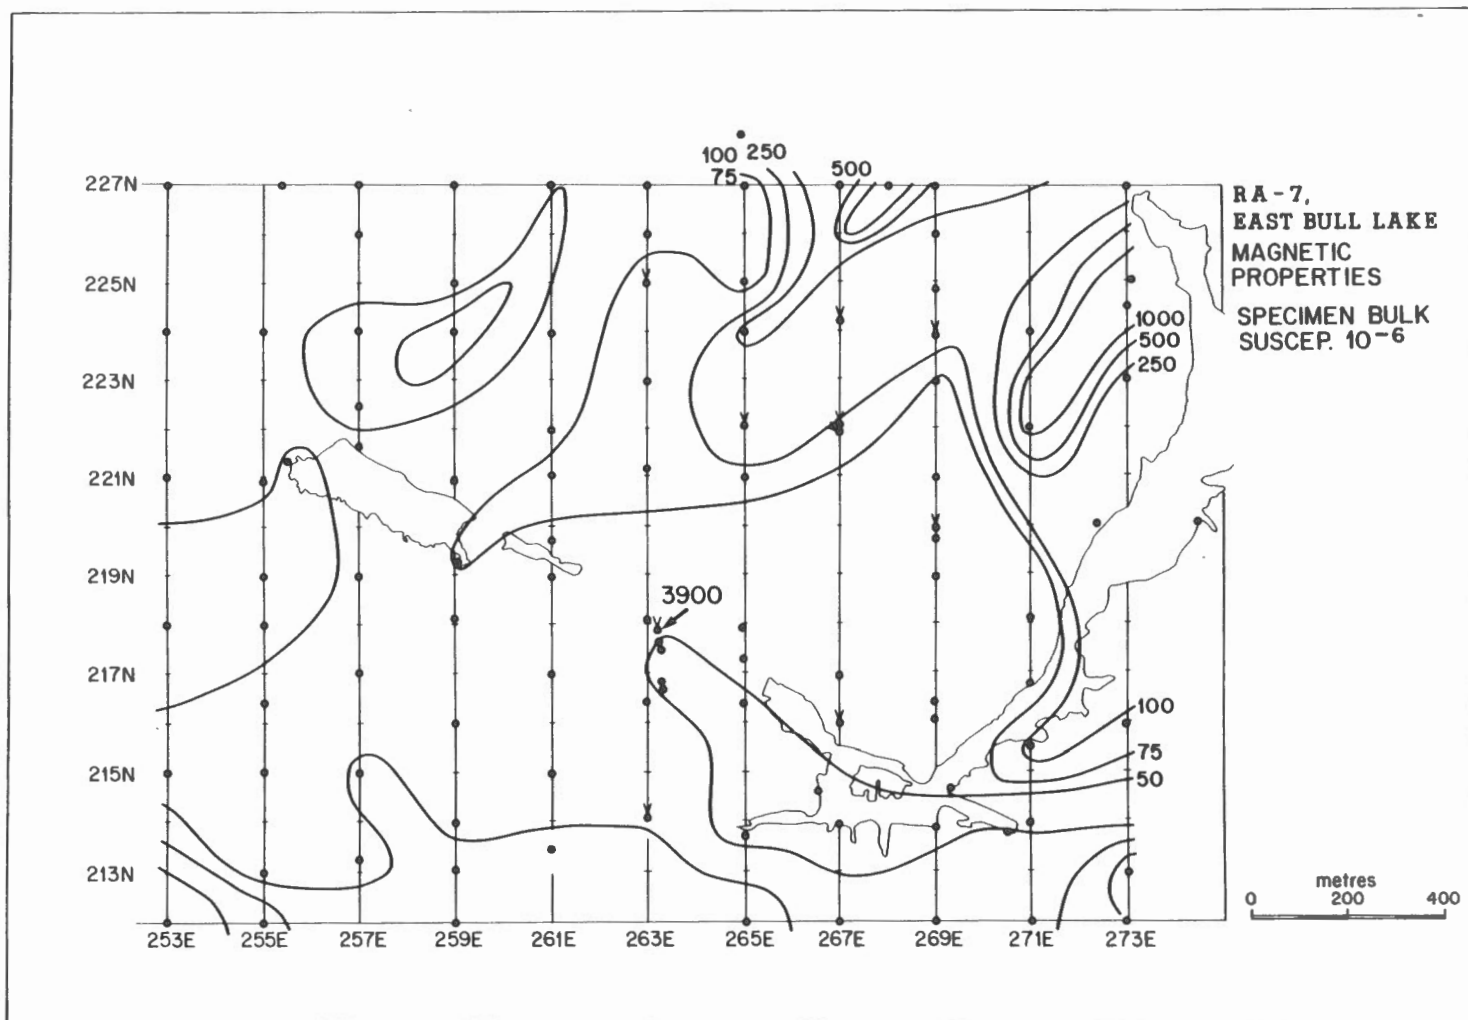 100 250
75
500
227N
225N
223N
221N
219N
217N
215N
213N
RA-7,
EAST BULL LAKE
MAGNETIC
PROPERTIES
SPECIMEN BULK
SUSCEP. 10⁻⁶
1000
500
250
3900
100
75
50
metres
0 200 400
253E 255E 257E 259E 261E 263E 265E 267E 269E 271E 273E